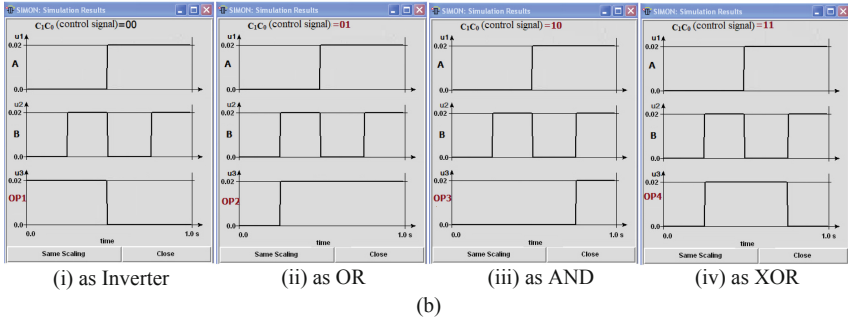 SIMON: Simulation Results
C1C0 (control signal)=00
u1
0.02
A
0.0
u2
0.02
B
0.0
u3
0.02
OP1
0.0
0.0 1.0 s
time
Same Scaling Close
(i) as Inverter
SIMON: Simulation Results
C1C0 (control signal) =01
u1
0.02
A
0.0
u2
0.02
B
0.0
u3
0.02
OP2
0.0
0.0 1.0 s
time
Same Scaling Close
(ii) as OR
SIMON: Simulation Results
C1C0 (control signal) =10
u1
0.02
A
0.0
u2
0.02
B
0.0
u3
0.02
OP3
0.0
0.0 1.0 s
time
Same Scaling Close
(iii) as AND
SIMON: Simulation Results
C1C0 (control signal) =11
u1
0.02
A
0.0
u2
0.02
B
0.0
u3
0.02
OP4
0.0
0.0 1.0 s
time
Same Scaling Close
(iv) as XOR
(b)